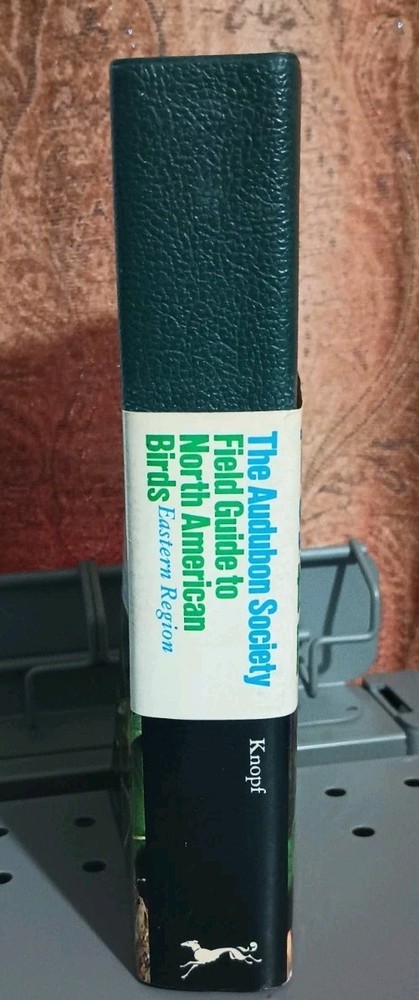 The Audubon Society
Field Guide to
North American
Birds Eastern Region
Knopf